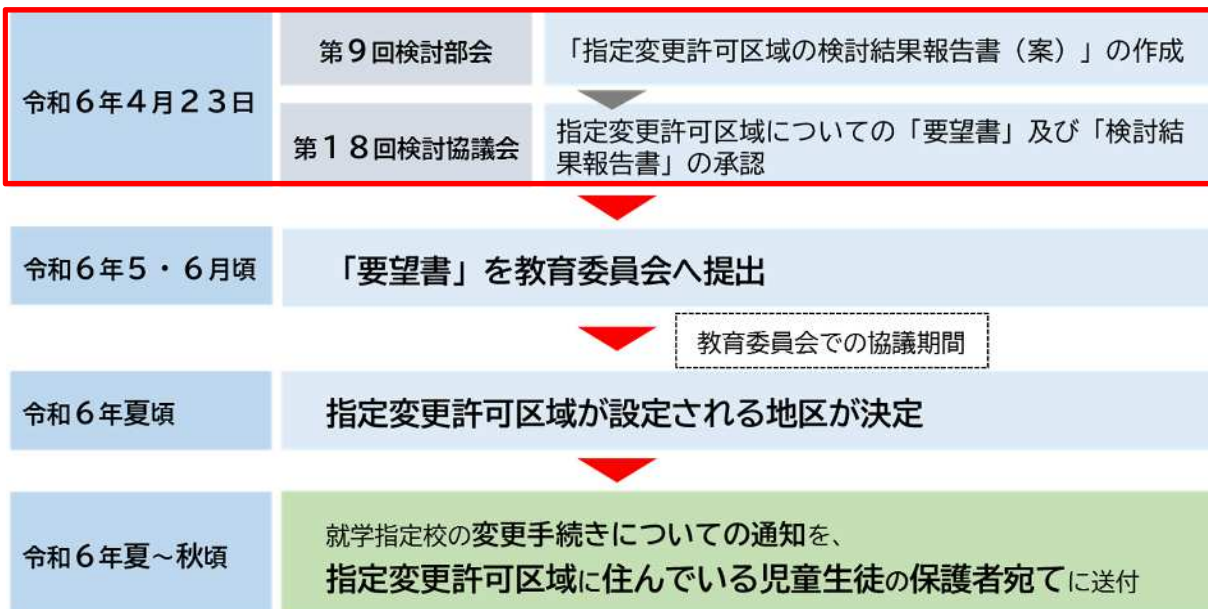 令和６年４月２３日
第９回検討部会
「指定変更許可区域の検討結果報告書（案）」の作成
第１８回検討協議会
指定変更許可区域についての「要望書」及び「検討結
果報告書」の承認
令和６年５・６月頃
「要望書」を教育委員会へ提出
教育委員会での協議期間
令和６年夏頃
指定変更許可区域が設定される地区が決定
令和６年夏～秋頃
就学指定校の変更手続きについての通知を、
指定変更許可区域に住んでいる児童生徒の保護者宛てに送付